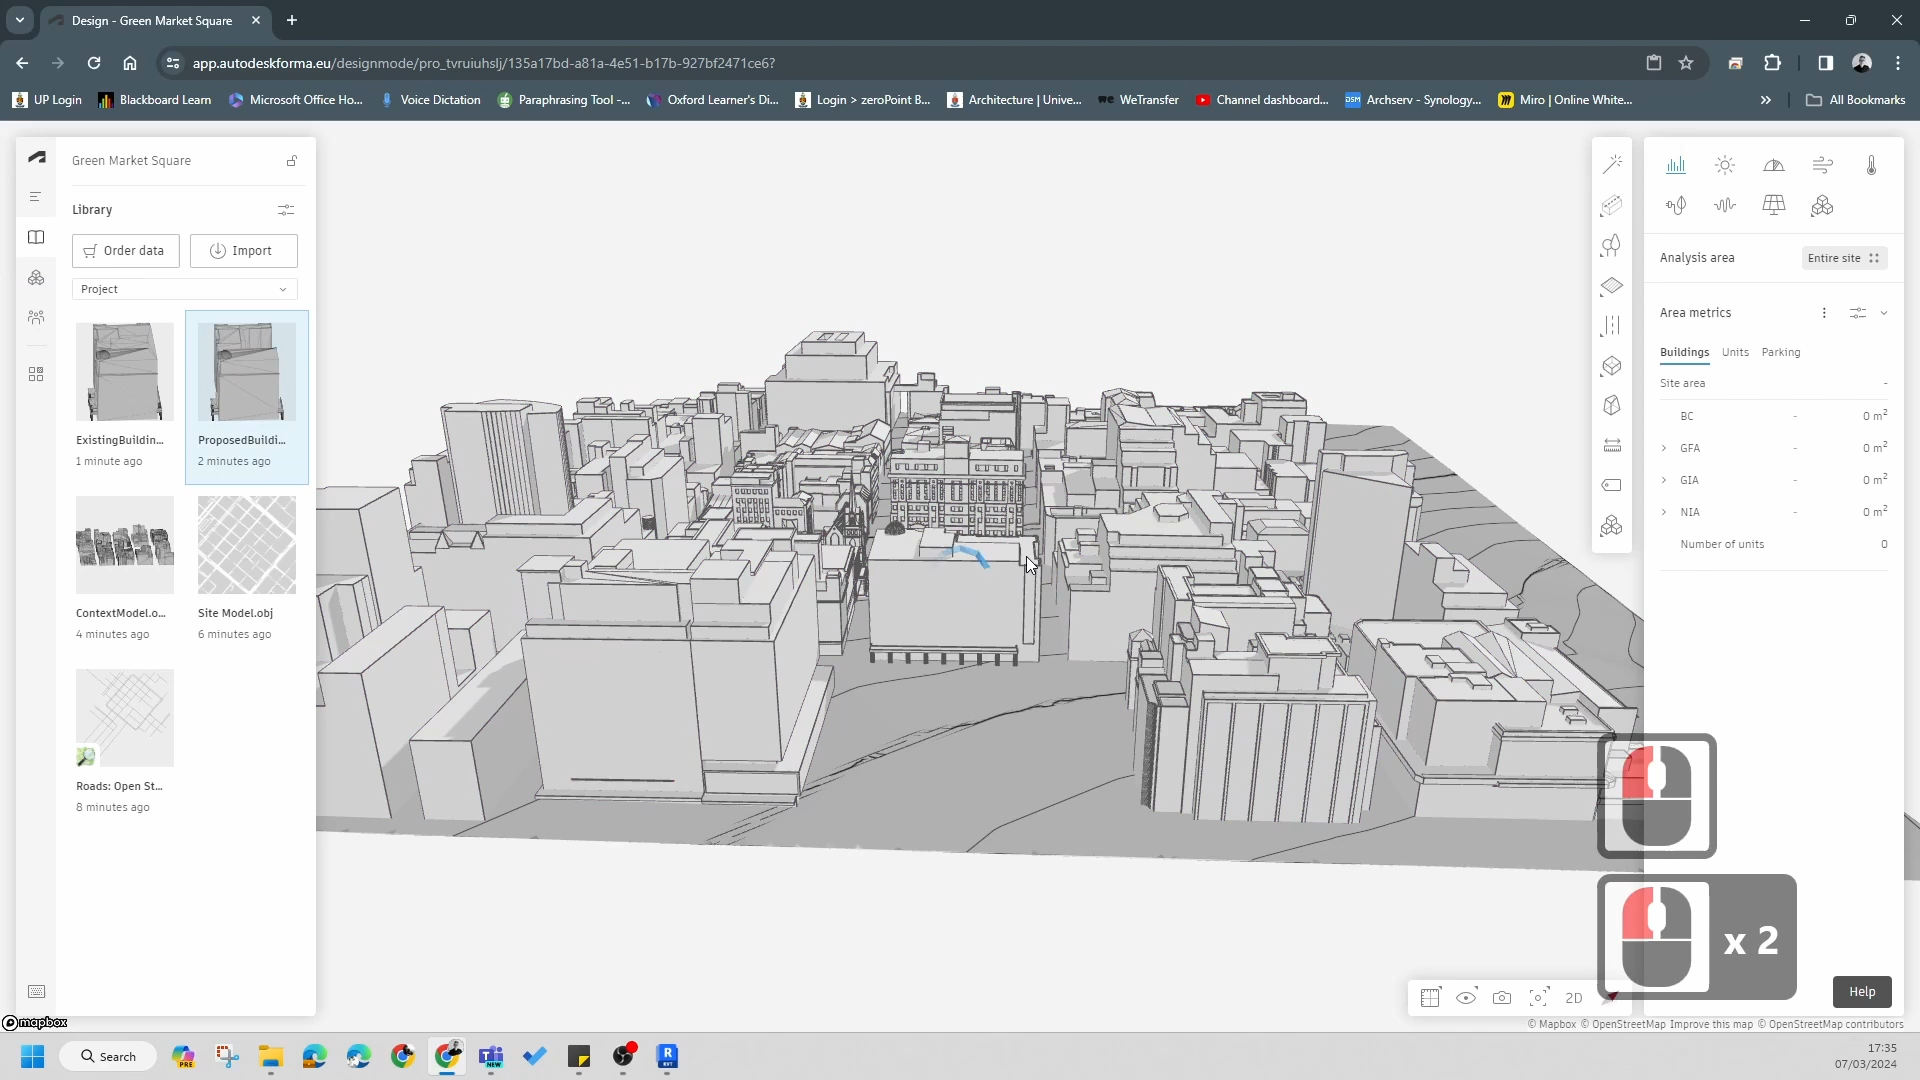 Design - Green Market Square
app.autodeskforma.eu/designmode/pro_tvruiuhslj/135a17bd-a81a-4e51-b17b-927bf2471ce6?
UP Login
Blackboard Learn
Microsoft Office Ho...
Voice Dictation
Paraphrasing Tool -...
Oxford Learner's Di...
Login > zeroPoint B...
Architecture | Unive...
WeTransfer
Channel dashboard...
Archserv - Synology...
Miro | Online White...
»
All Bookmarks
Green Market Square
Library
Order data
Import
Project
ExistingBuildin...
1 minute ago
ProposedBuildi...
2 minutes ago
ContextModel.o...
4 minutes ago
Site Model.obj
6 minutes ago
Roads: Open St...
8 minutes ago
Analysis area
Entire site
Area metrics
Buildings Units Parking
Site area -
BC - 0 m²
GFA - 0 m²
GIA - 0 m²
NIA - 0 m²
Number of units 0
x 2
2D
Help
mapbox
© Mapbox © OpenStreetMap Improve this map © OpenStreetMap contributors
Search
PRE
NEW
R
RVT
17:35
07/03/2024